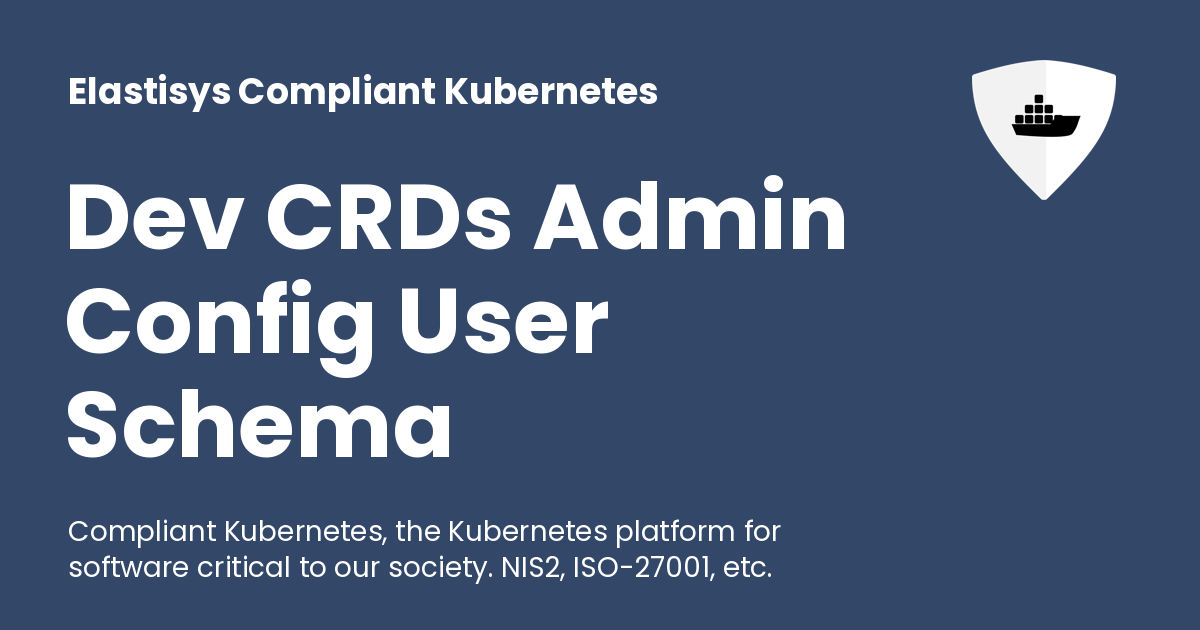 Elastisys Compliant Kubernetes
Dev CRDs Admin
Config User
Schema
Compliant Kubernetes, the Kubernetes platform for
software critical to our society. NIS2, ISO-27001, etc.